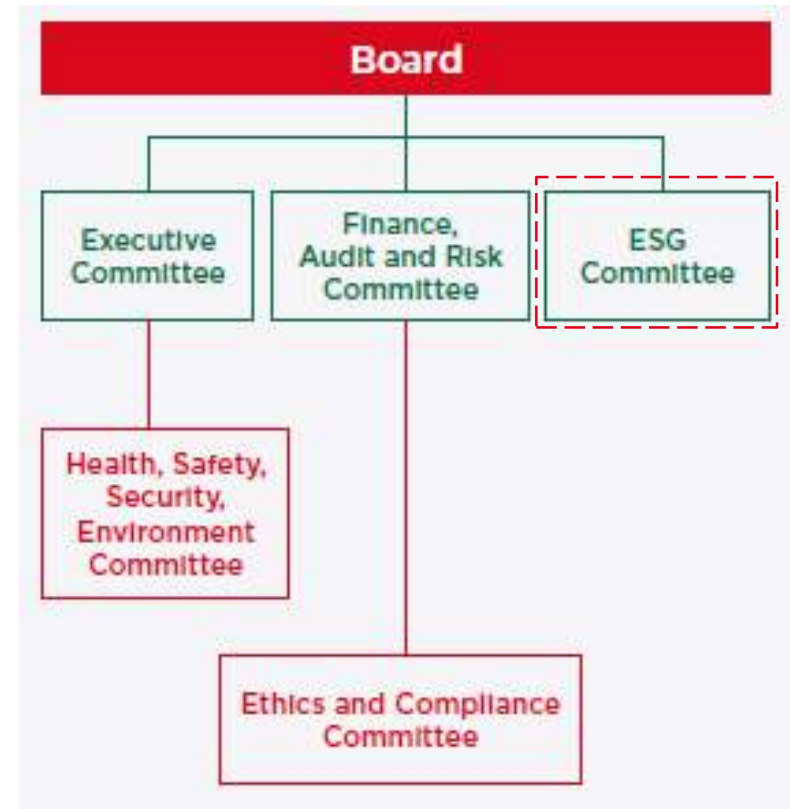 Board
Executive
Committee
Finance,
Audit and Risk
Committee
ESG
Committee
Health, Safety,
Security,
Environment
Committee
Ethics and Compliance
Committee